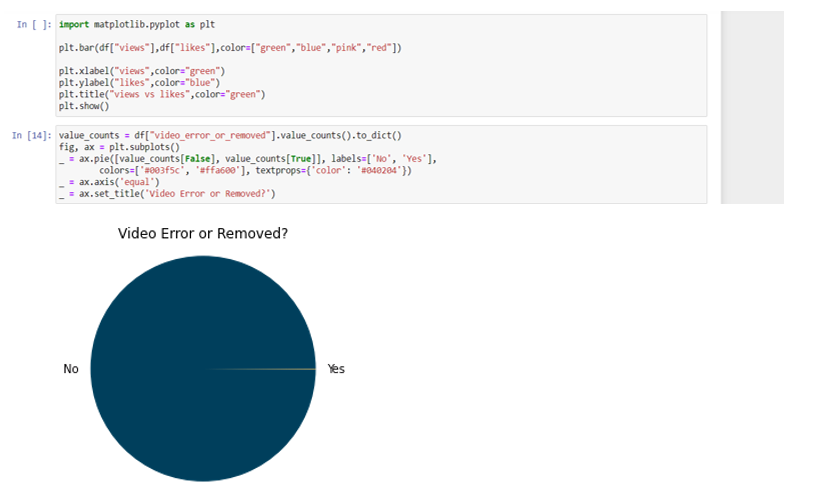 In [ ]: import matplotlib.pyplot as plt
plt.bar(df["views"],df["likes"],color=["green","blue","pink","red"])
plt.xlabel("views",color="green")
plt.ylabel("likes",color="blue")
plt.title("views vs likes",color="green")
plt.show()
In [14]: value_counts = df["video_error_or_removed"].value_counts().to_dict()
fig, ax = plt.subplots()
_ = ax.pie([value_counts[False], value_counts[True]], labels=['No', 'Yes'],
colors=['#003f5c', '#ffa600'], textprops={'color': '#040204'})
_ = ax.axis('equal')
_ = ax.set_title('Video Error or Removed?')
Video Error or Removed?
No
Yes